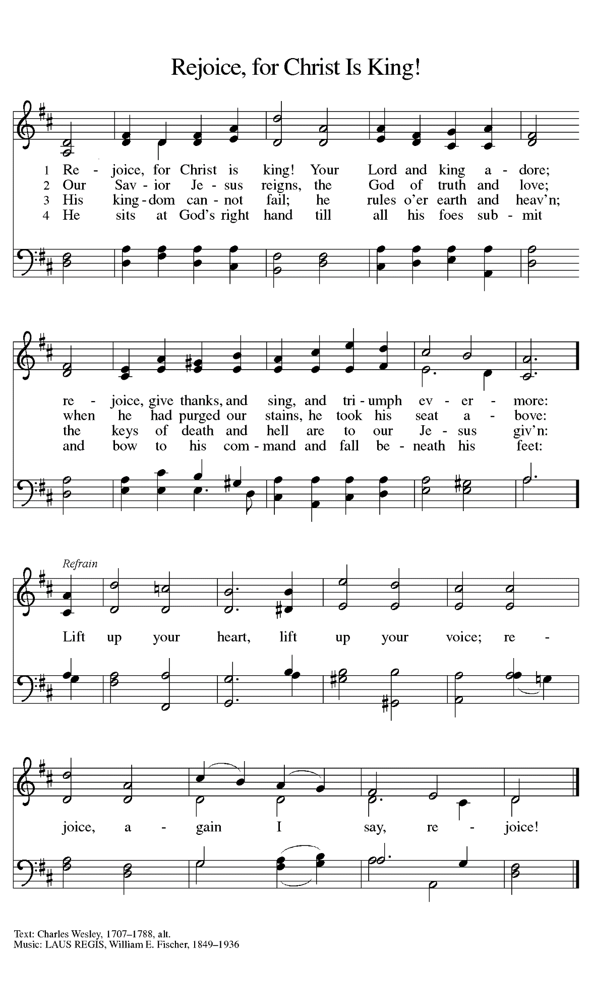 Rejoice, for Christ Is King!
1 Re - joice, for Christ is king! Your Lord and king a - dore;
2 Our Sav - ior Je - sus reigns, the God of truth and love;
3 His king - dom can - not fail; he rules o'er earth and heav'n;
4 He sits at God's right hand till all his foes sub - mit
re - joice, give thanks, and sing, and tri - umph ev - er - more:
when he had purged our stains, he took his seat a - bove:
the keys of death and hell are to our Je - sus giv'n:
and bow to his com - mand and fall be - neath his feet:
Refrain
Lift up your heart, lift up your voice; re -
joice, a - gain I say, re - joice!
Text: Charles Wesley, 1707–1788, alt.
Music: LAUS REGIS, William E. Fischer, 1849–1936